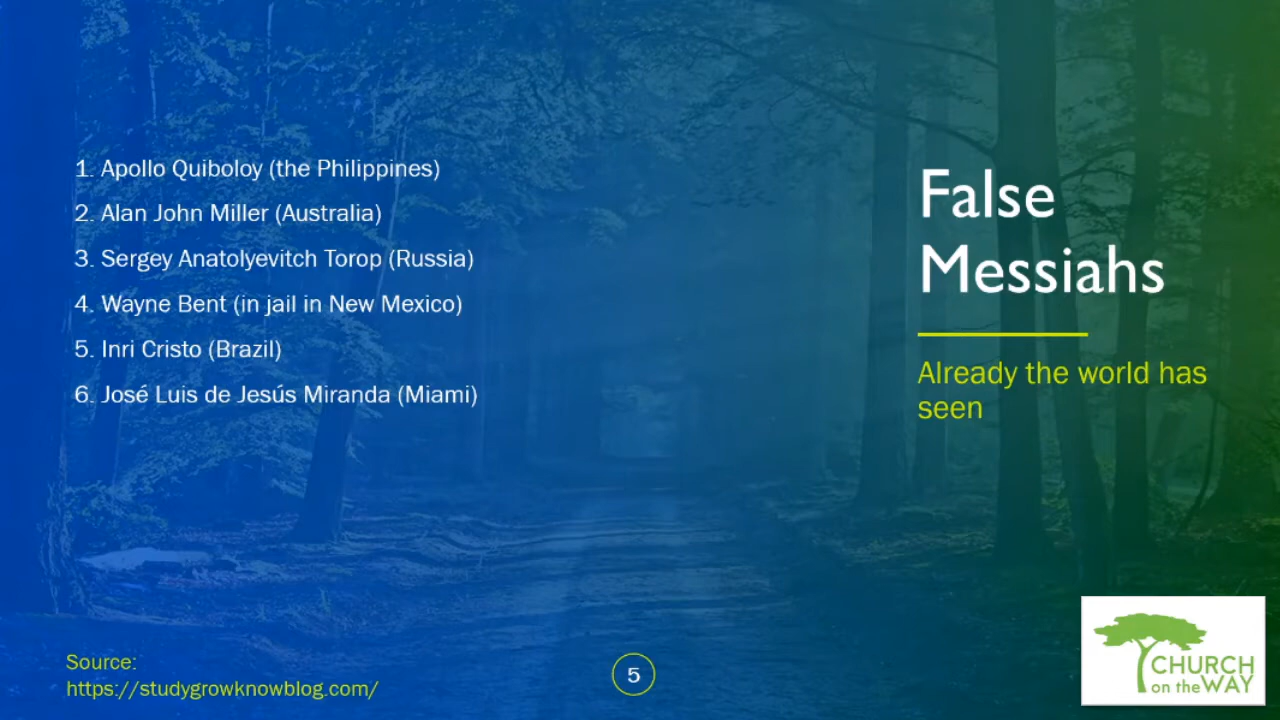 1. Apollo Quiboloy (the Philippines)
2. Alan John Miller (Australia)
3. Sergey Anatolyevitch Torop (Russia)
4. Wayne Bent (in jail in New Mexico)
5. Inri Cristo (Brazil)
6. José Luis de Jesús Miranda (Miami)
False
Messiahs
Already the world has
seen
Source:
https://studygrowknowblog.com/
5
CHURCH
on the WAY